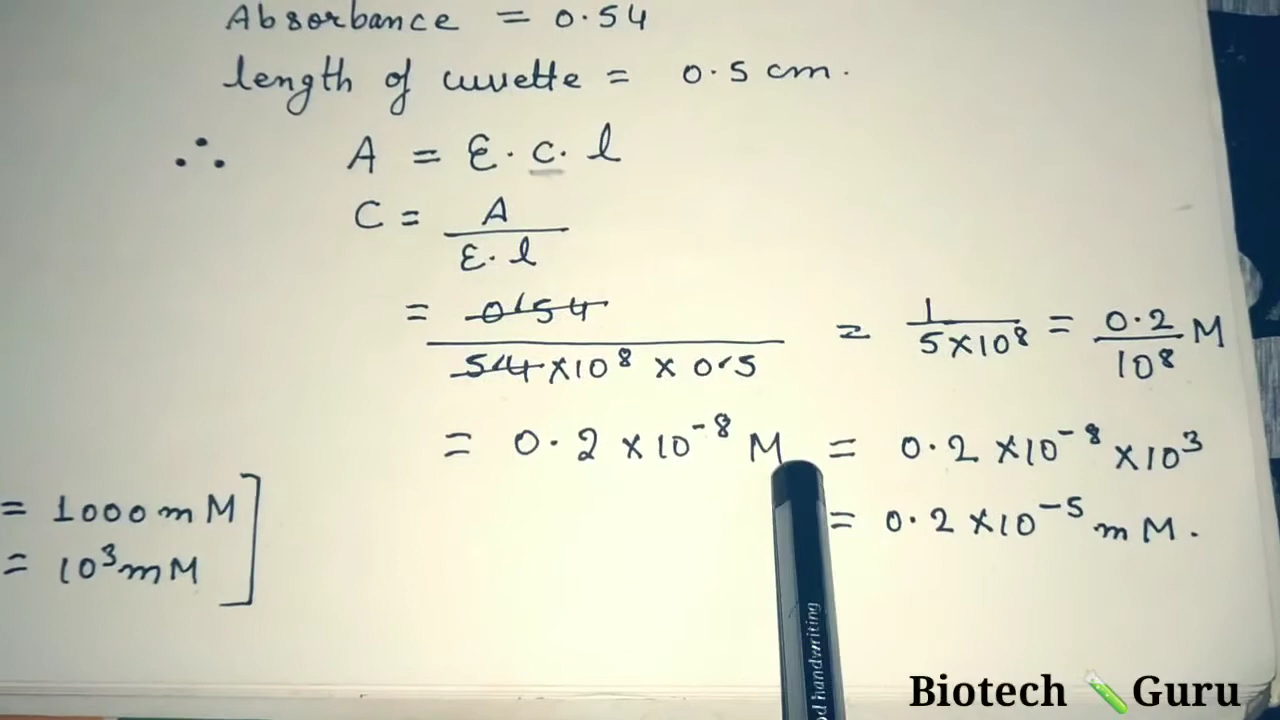 Absorbance = 0.54
length of cuvette = 0.5 cm.
∴ A = ε. c. l
C = A / ε. l
= 0.54 / 54 × 10⁸ × 0.5 = 1 / 5 × 10⁸ = 0.2 / 10⁸ M
= 0.2 × 10⁻⁸ M = 0.2 × 10⁻⁸ × 10³
= 1000 mM
= 0.2 × 10⁻⁵ mM.
= 10³ mM
handwriting
Biotech Guru